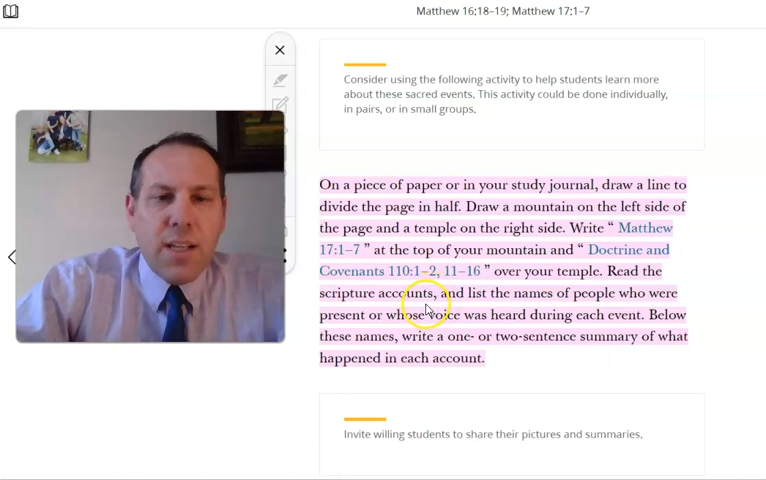 Matthew 16:18–19; Matthew 17:1–7
Consider using the following activity to help students learn more
about these sacred events. This activity could be done individually,
in pairs, or in small groups.
On a piece of paper or in your study journal, draw a line to
divide the page in half. Draw a mountain on the left side of
the page and a temple on the right side. Write “ Matthew
17:1–7 ” at the top of your mountain and “ Doctrine and
Covenants 110:1–2, 11–16 ” over your temple. Read the
scripture accounts, and list the names of people who were
present or whose voice was heard during each event. Below
these names, write a one- or two-sentence summary of what
happened in each account.
Invite willing students to share their pictures and summaries.